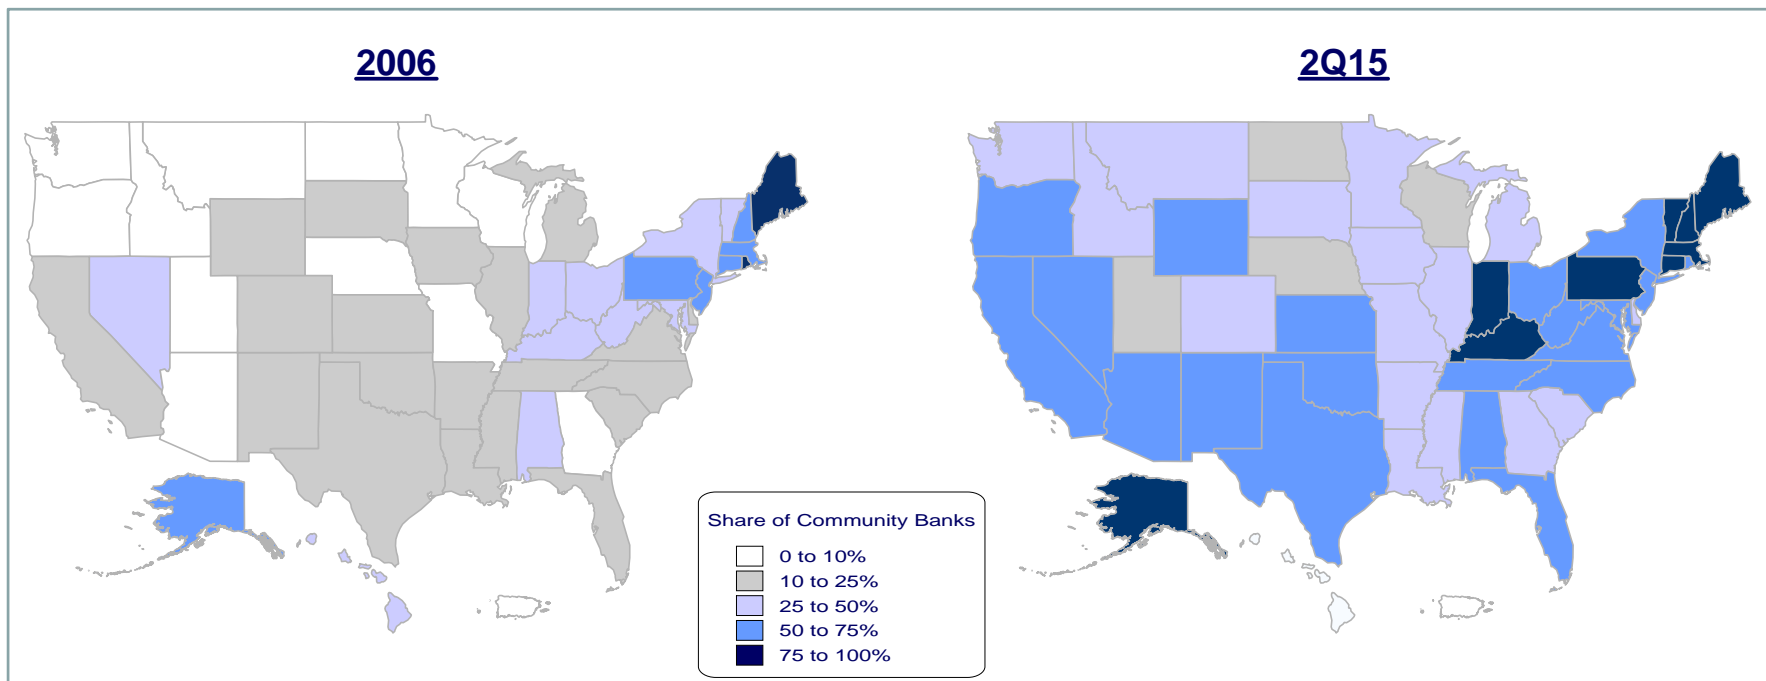 2006
2Q15
Share of Community Banks
0 to 10%
10 to 25%
25 to 50%
50 to 75%
75 to 100%